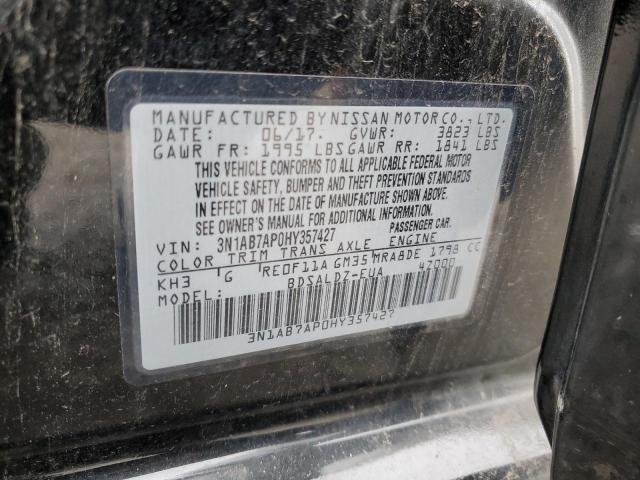 MANUFACTURED BY NISSAN MOTOR CO., LTD.
DATE: 06/17 GVWR: 3823 LBS
GAWR FR: 1995 LBS GAWR RR: 1841 LBS
THIS VEHICLE CONFORMS TO ALL APPLICABLE FEDERAL MOTOR
VEHICLE SAFETY, BUMPER AND THEFT PREVENTION STANDARDS
IN EFFECT ON THE DATE OF MANUFACTURE SHOWN ABOVE.
SEE OWNER'S MANUAL FOR ADDITIONAL INFORMATION.
VIN: 3N1AB7AP0HY357427 PASSENGER CAR
COLOR TRIM TRANS AXLE ENGINE
KH3 G RE0F11A GM35 MRA8DE 1798 CC
MODEL: BDSALDZ-EUA 42000
3N1AB7AP0HY357427